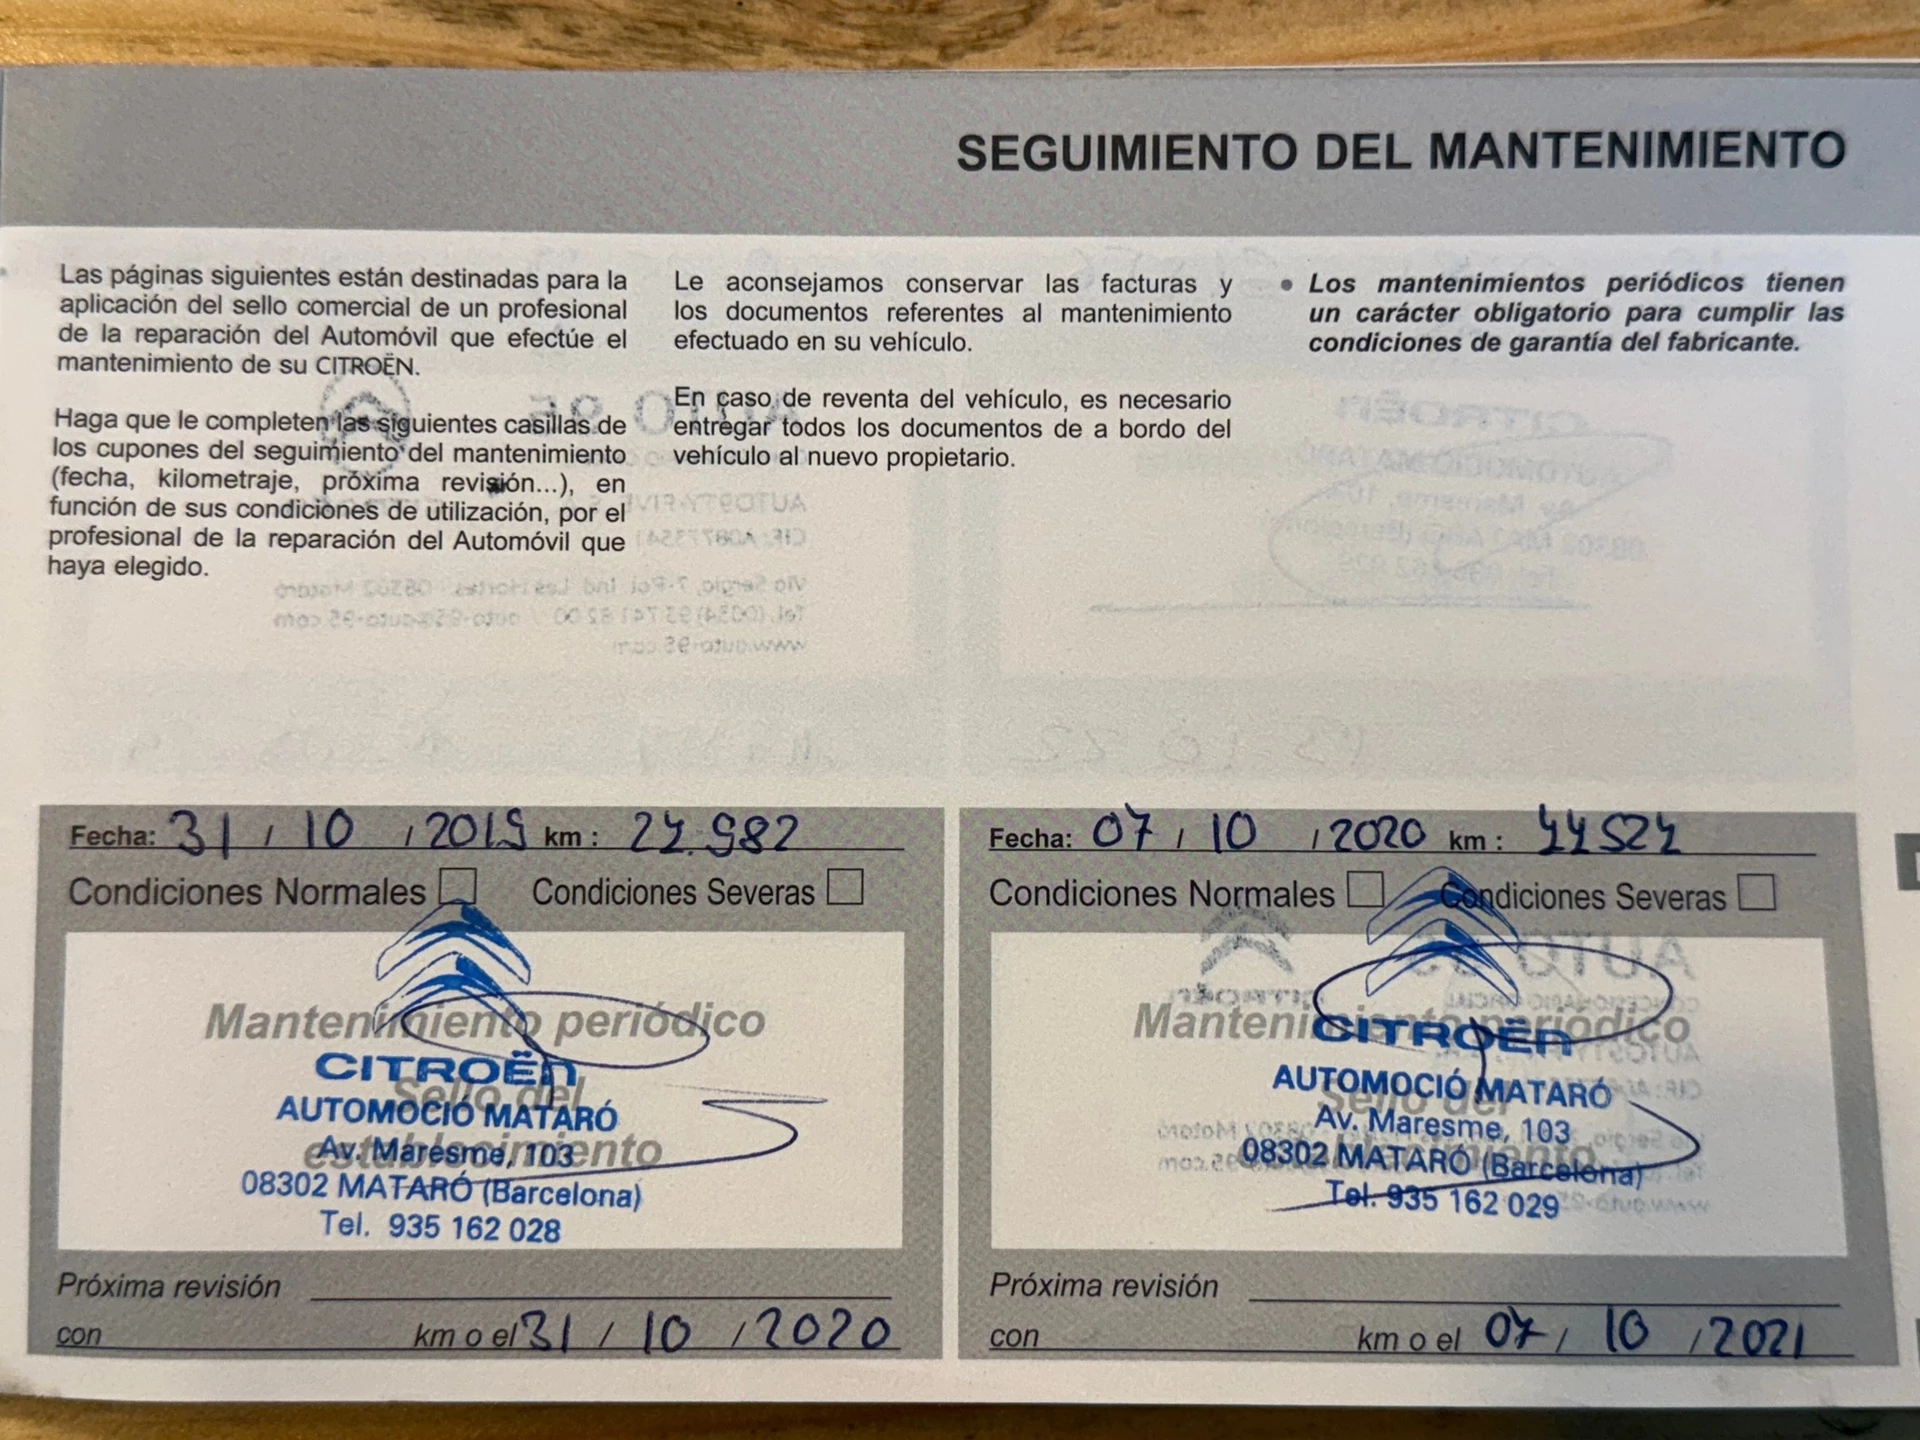 SEGUIMIENTO DEL MANTENIMIENTO
Las páginas siguientes están destinadas para la
aplicación del sello comercial de un profesional
de la reparación del Automóvil que efectúe el
mantenimiento de su CITROËN.
Haga que le completen las siguientes casillas de
los cupones del seguimiento del mantenimiento
(fecha, kilometraje, próxima revisión...), en
función de sus condiciones de utilización, por el
profesional de la reparación del Automóvil que
haya elegido.
Le aconsejamos conservar las facturas y
los documentos referentes al mantenimiento
efectuado en su vehículo.
En caso de reventa del vehículo, es necesario
entregar todos los documentos de a bordo del
vehículo al nuevo propietario.
• Los mantenimientos periódicos tienen
un carácter obligatorio para cumplir las
condiciones de garantía del fabricante.
Fecha: 31 / 10 / 2019 km :
Condiciones Normales Condiciones Severas
Mantenimiento periódico
Sello del
establecimiento
CITROËN
AUTOMOCIÓ MATARÓ
Av. Maresme, 103
08302 MATARÓ (Barcelona)
Tel. 935 162 028
Próxima revisión
con km o el 31 / 10 / 2020
Fecha: 07 / 10 / 2020 km :
Condiciones Normales Condiciones Severas
Mantenimiento periódico
Sello del
establecimiento
CITROËN
AUTOMOCIÓ MATARÓ
Av. Maresme, 103
08302 MATARÓ (Barcelona)
Tel. 935 162 029
Próxima revisión
con km o el 07 / 10 / 2021